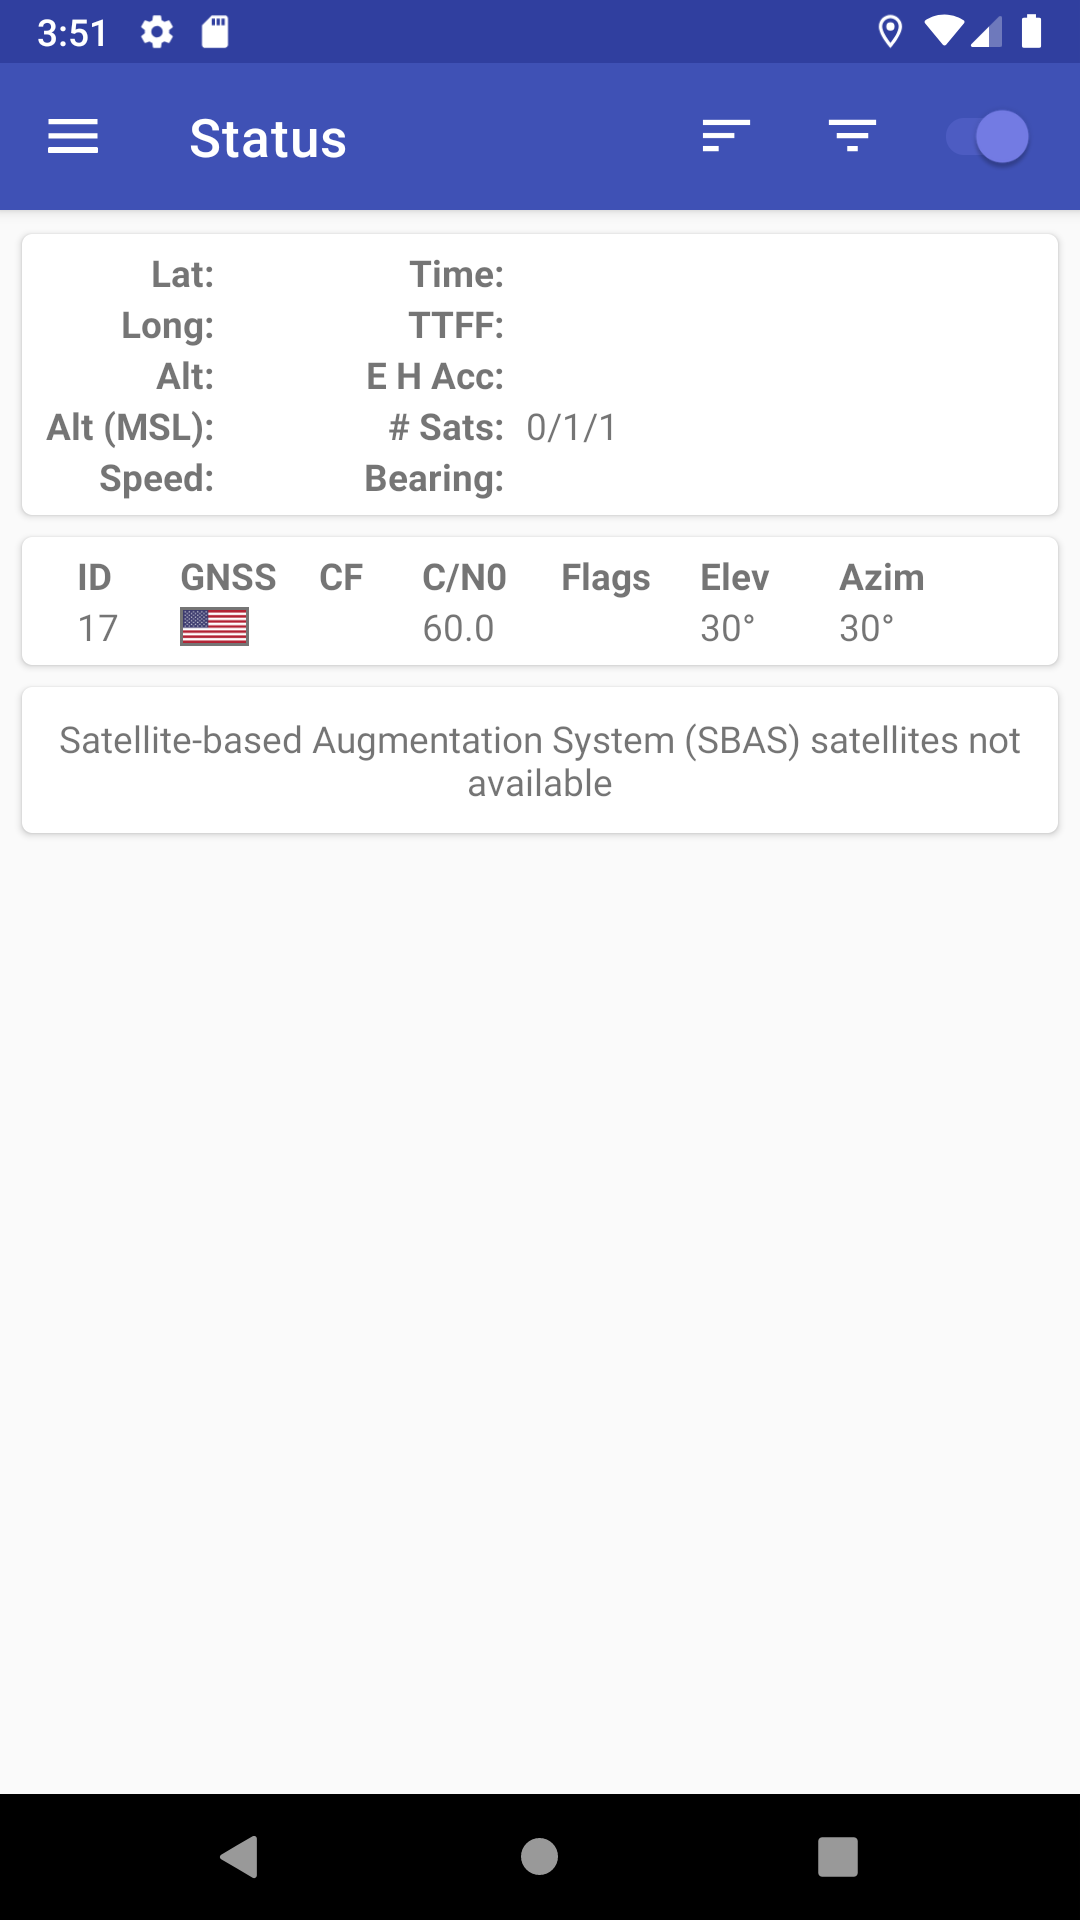 3:51
Status
Lat: Time:
Long: TTFF:
Alt: E H Acc:
Alt (MSL): # Sats: 0/1/1
Speed: Bearing:
ID GNSS CF C/N0 Flags Elev Azim
17 60.0 30° 30°
Satellite-based Augmentation System (SBAS) satellites not
available